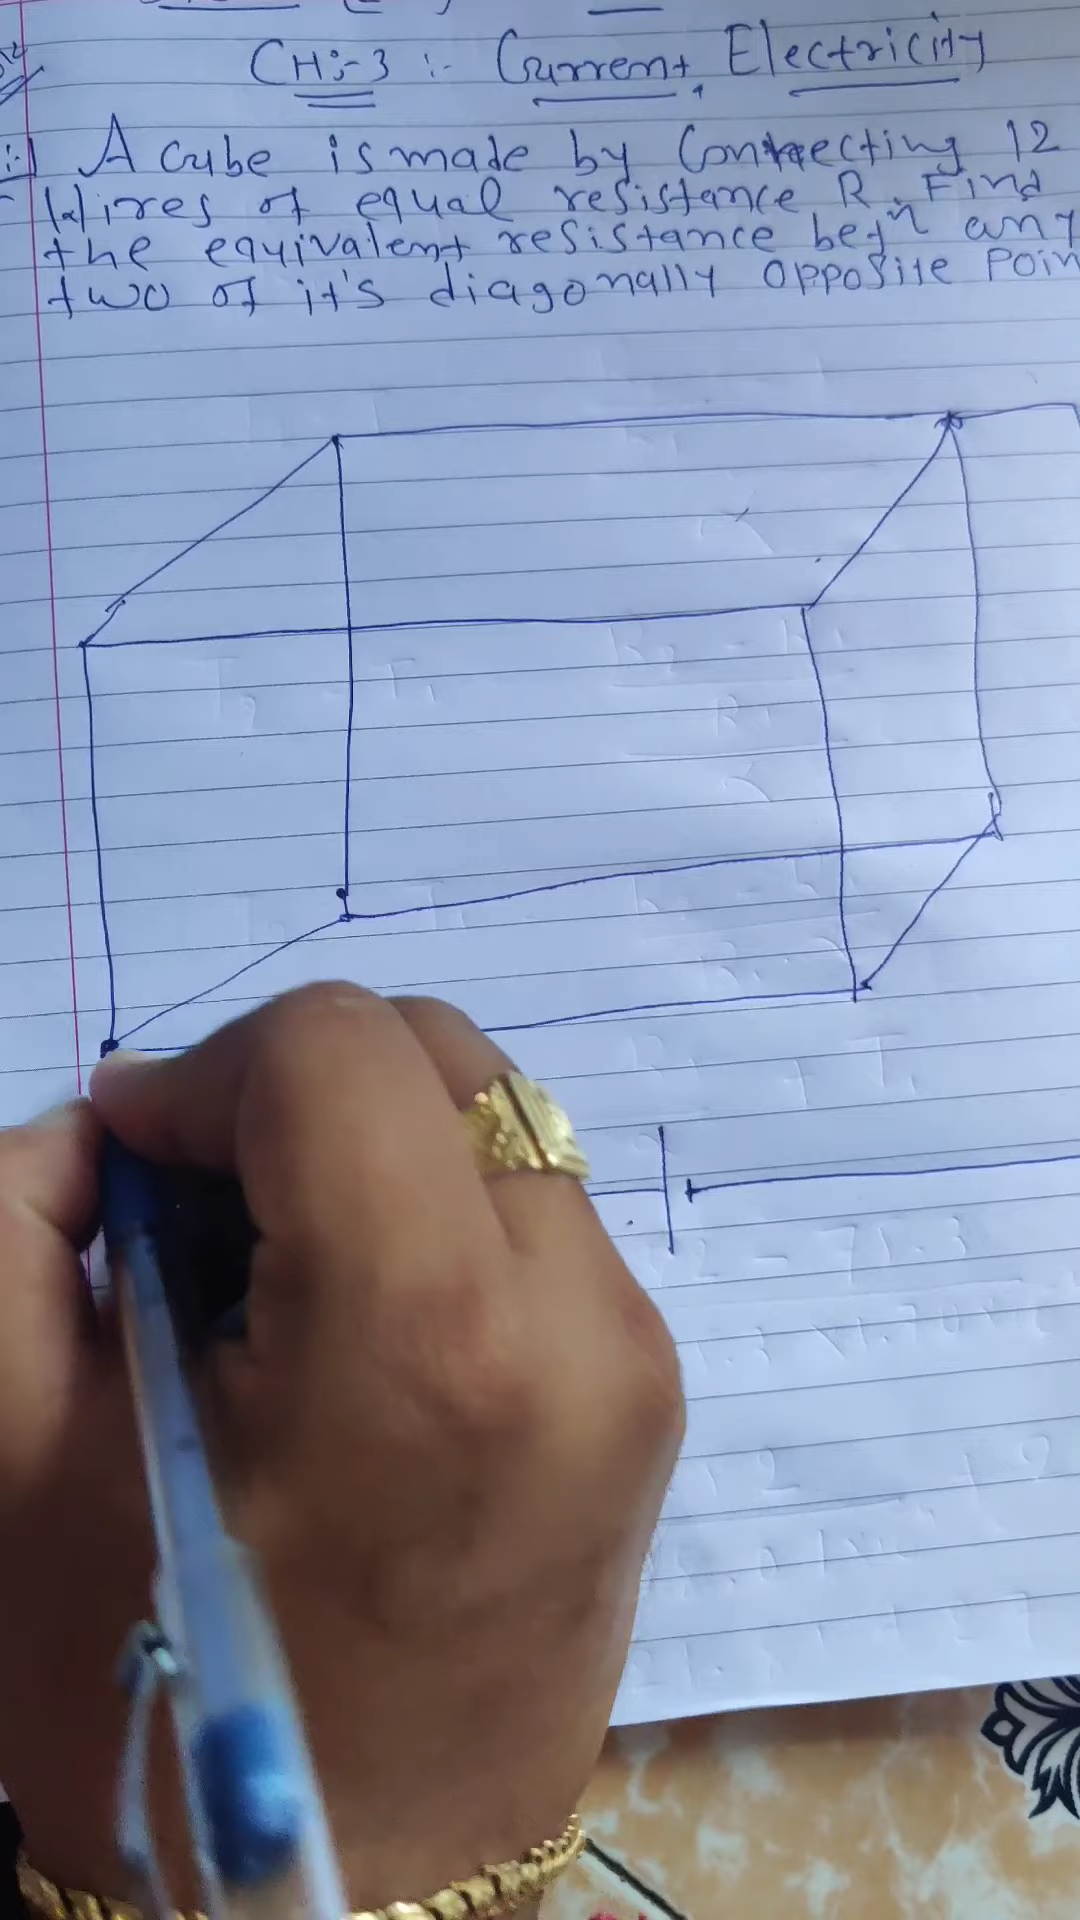 CH:-3 :- Current Electricity
A cube is made by Connecting 12
Wires of equal resistance R. Find
the equivalent resistance betn any
two of it's diagonally opposite Poin